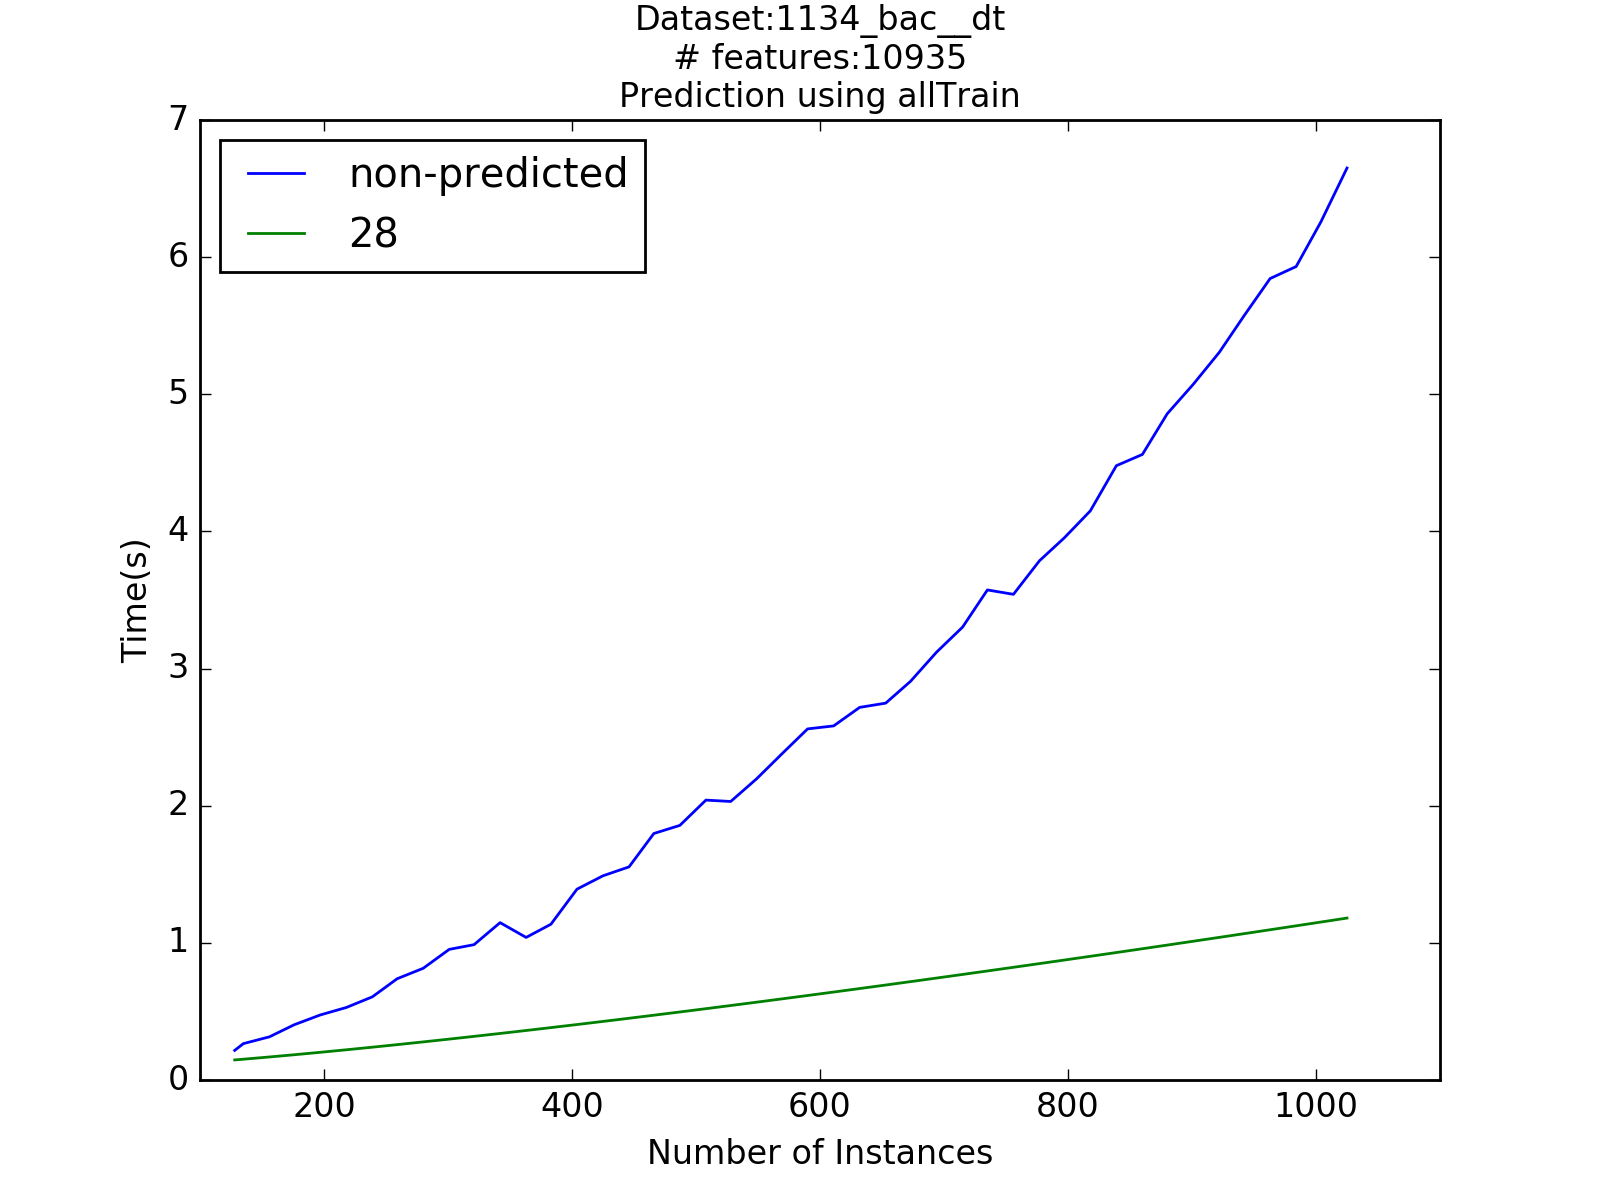 Dataset:1134_bac__dt
# features:10935
Prediction using allTrain
7
6
5
4
3
2
1
0
non-predicted
28
Time(s)
200 400 600 800 1000
Number of Instances